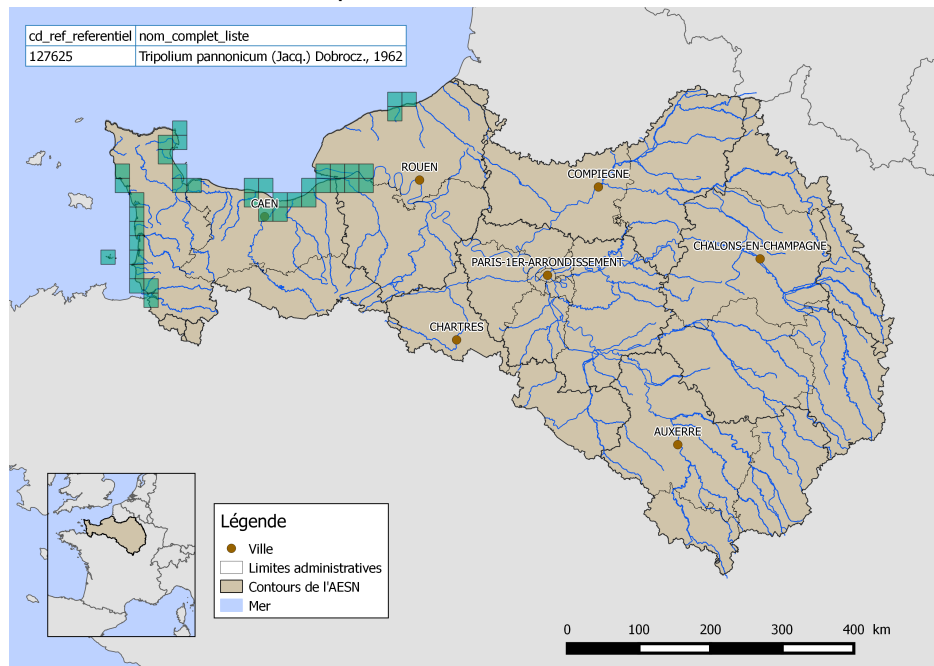 cd_ref_referentiel nom_complet_liste
127625 Tripolium pannonicum (Jacq.) Dobrocz., 1962
ROUEN
COMPIEGNE
CAEN
CHALONS-EN-CHAMPAGNE
PARIS-1ER-ARRONDISSEMENT
CHARTRES
AUXERRE
Légende
Ville
Limites administratives
Contours de l'AESN
Mer
0 100 200 300 400 km